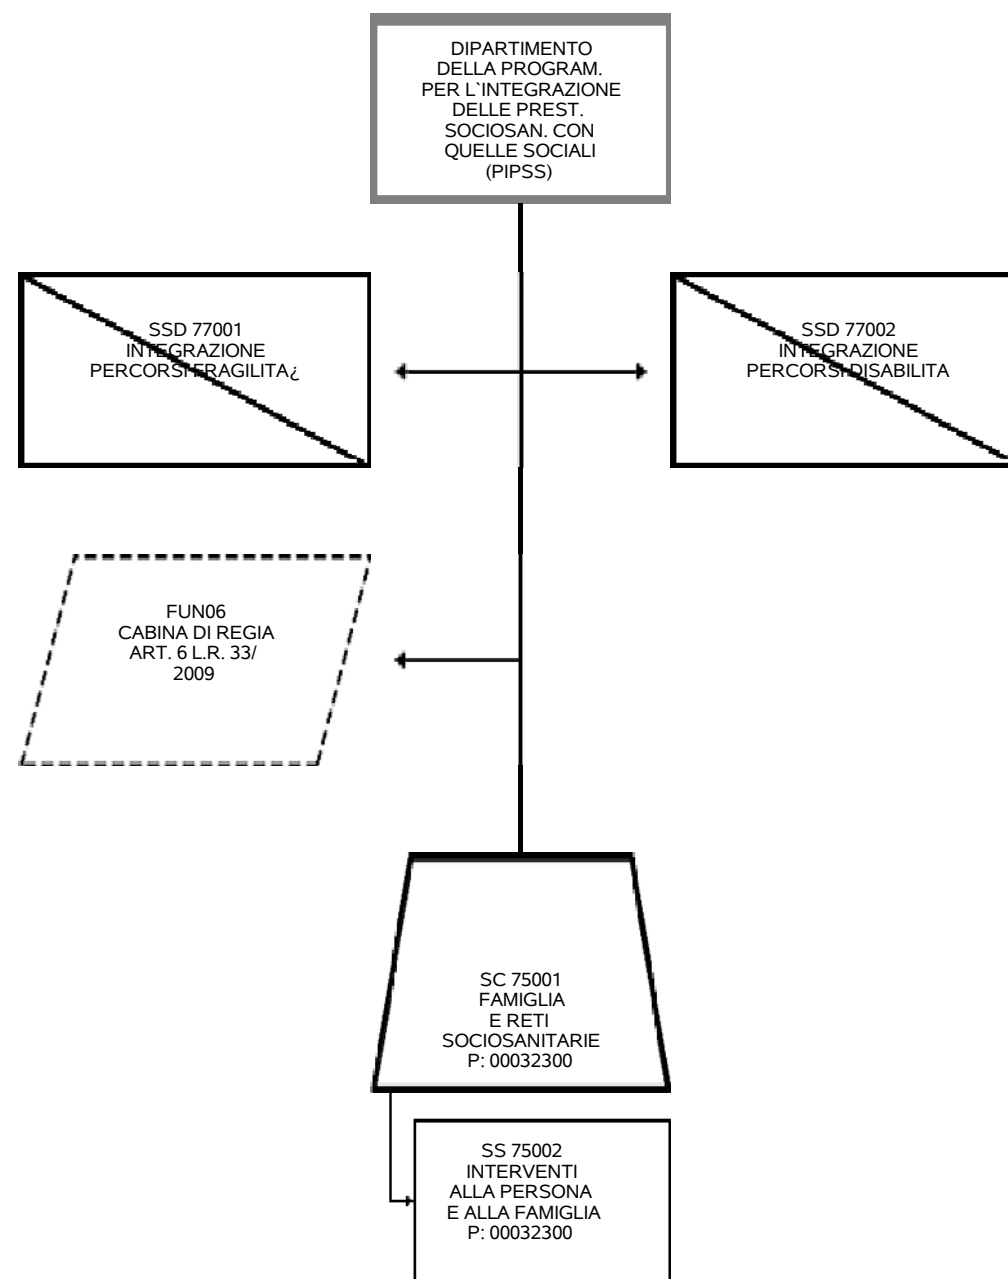 DIPARTIMENTO
DELLA PROGRAM.
PER L`INTEGRAZIONE
DELLE PREST.
SOCIOSAN. CON
QUELLE SOCIALI
(PIPSS)
SSD 77001
INTEGRAZIONE
PERCORSI FRAGILITA¿
SSD 77002
INTEGRAZIONE
PERCORSI DISABILITA
FUN06
CABINA DI REGIA
ART. 6 L.R. 33/
2009
SC 75001
FAMIGLIA
E RETI
SOCIOSANITARIE
P: 00032300
SS 75002
INTERVENTI
ALLA PERSONA
E ALLA FAMIGLIA
P: 00032300